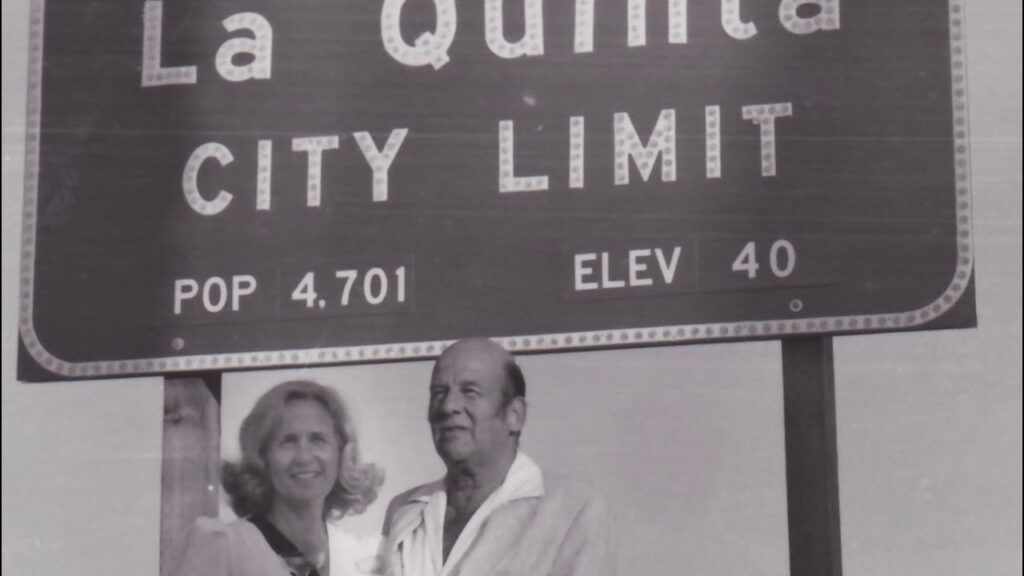 La Quinta
CITY LIMIT
POP 4,701 ELEV 40